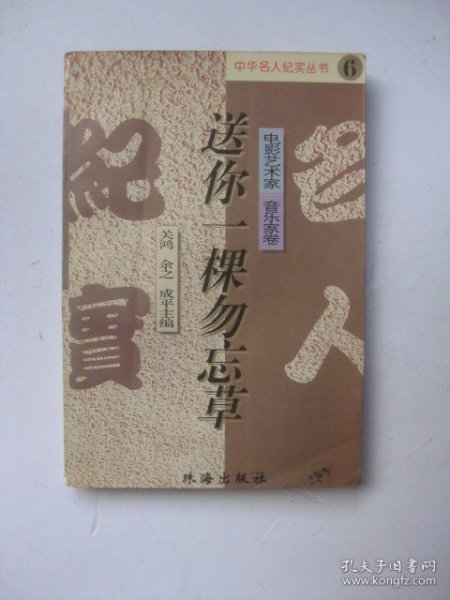 中华名人纪实丛书 6
名人
紀實
电影艺术家 音乐家卷
送你一棵勿忘草
关鸿 余之 成平主编
珠海出版社
孔夫子旧书网
www.kongfz.com